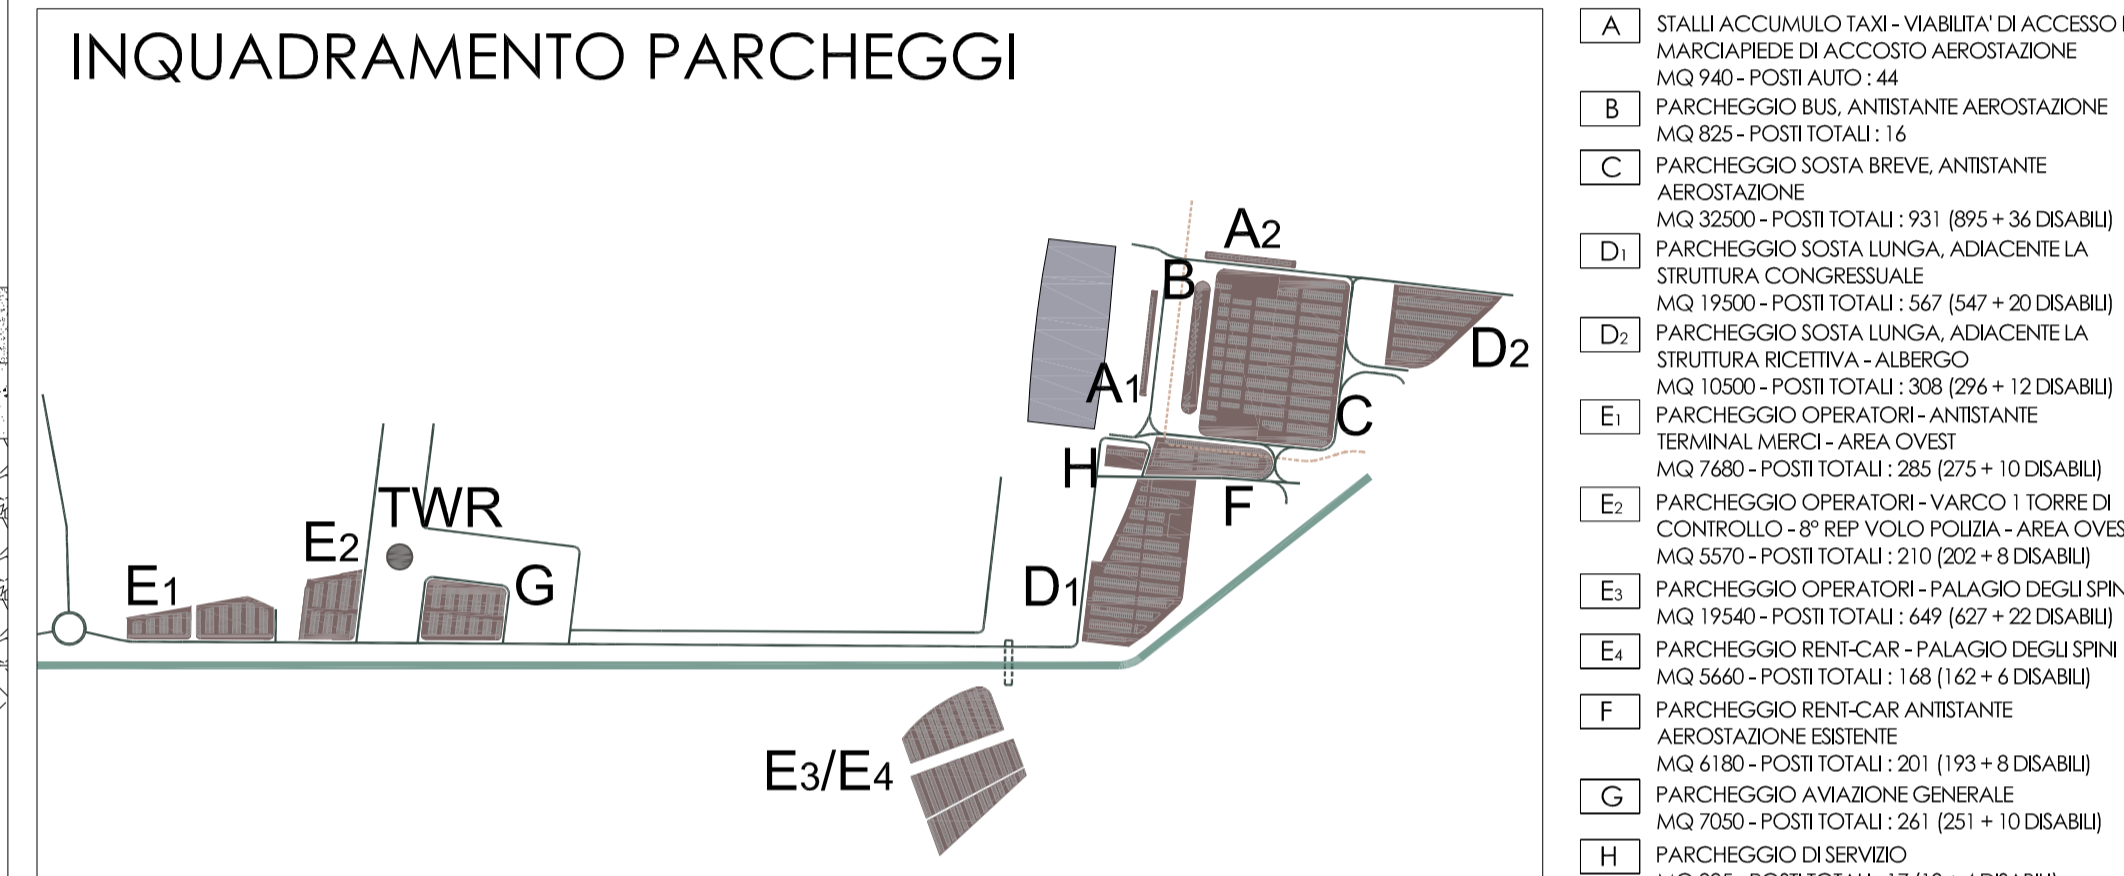 INQUADRAMENTO PARCHEGGI
A2
B
D2
A1
C
H
F
TWR
E2
E1
G
D1
E3/E4
A STALLI ACCUMULO TAXI - VIABILITA' DI ACCESSO
MARCIAPIEDE DI ACCOSTO AEROSTAZIONE
MQ 940 - POSTI AUTO : 44
B PARCHEGGIO BUS, ANTISTANTE AEROSTAZIONE
MQ 825 - POSTI TOTALI : 16
C PARCHEGGIO SOSTA BREVE, ANTISTANTE
AEROSTAZIONE
MQ 32500 - POSTI TOTALI : 931 (895 + 36 DISABILI)
D1 PARCHEGGIO SOSTA LUNGA, ADIACENTE LA
STRUTTURA CONGRESSUALE
MQ 19500 - POSTI TOTALI : 567 (547 + 20 DISABILI)
D2 PARCHEGGIO SOSTA LUNGA, ADIACENTE LA
STRUTTURA RICETTIVA - ALBERGO
MQ 10500 - POSTI TOTALI : 308 (296 + 12 DISABILI)
E1 PARCHEGGIO OPERATORI - ANTISTANTE
TERMINAL MERCI - AREA OVEST
MQ 7680 - POSTI TOTALI : 285 (275 + 10 DISABILI)
E2 PARCHEGGIO OPERATORI - VARCO 1 TORRE DI
CONTROLLO - 8° REP VOLO POLIZIA - AREA OVES
MQ 5570 - POSTI TOTALI : 210 (202 + 8 DISABILI)
E3 PARCHEGGIO OPERATORI - PALAGIO DEGLI SPIN
MQ 19540 - POSTI TOTALI : 649 (627 + 22 DISABILI)
E4 PARCHEGGIO RENT-CAR - PALAGIO DEGLI SPINI
MQ 5660 - POSTI TOTALI : 168 (162 + 6 DISABILI)
F PARCHEGGIO RENT-CAR ANTISTANTE
AEROSTAZIONE ESISTENTE
MQ 6180 - POSTI TOTALI : 201 (193 + 8 DISABILI)
G PARCHEGGIO AVIAZIONE GENERALE
MQ 7050 - POSTI TOTALI : 261 (251 + 10 DISABILI)
H PARCHEGGIO DI SERVIZIO